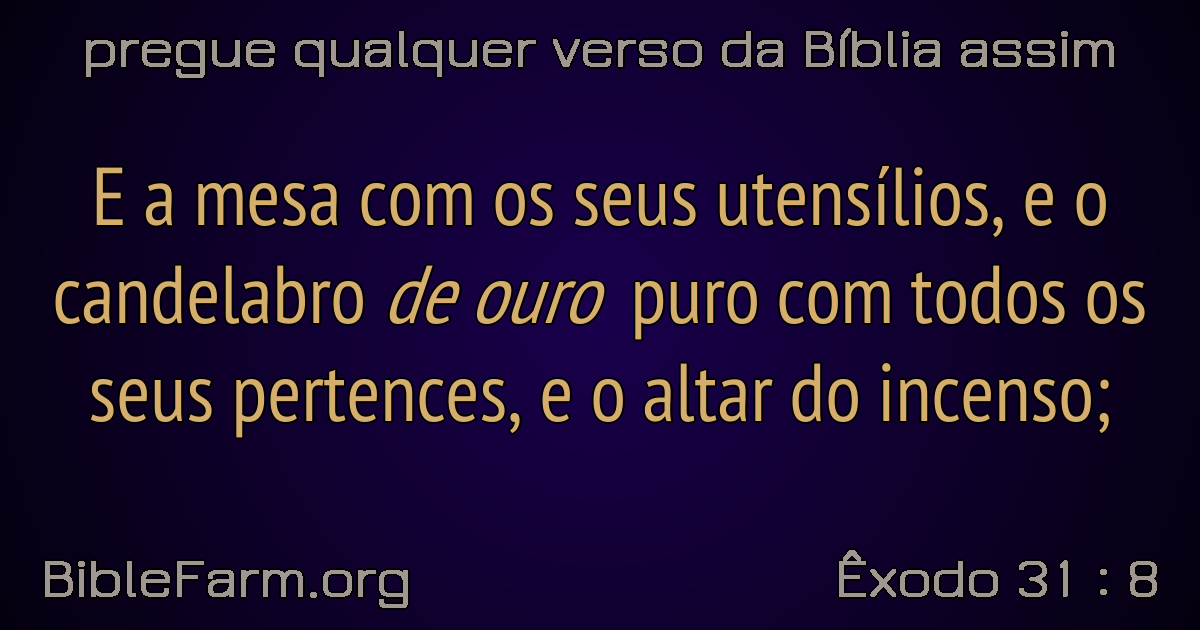 pregue qualquer verso da Bíblia assim
E a mesa com os seus utensílios, e o
candelabro de ouro puro com todos os
seus pertences, e o altar do incenso;
BibleFarm.org
Êxodo 31 : 8